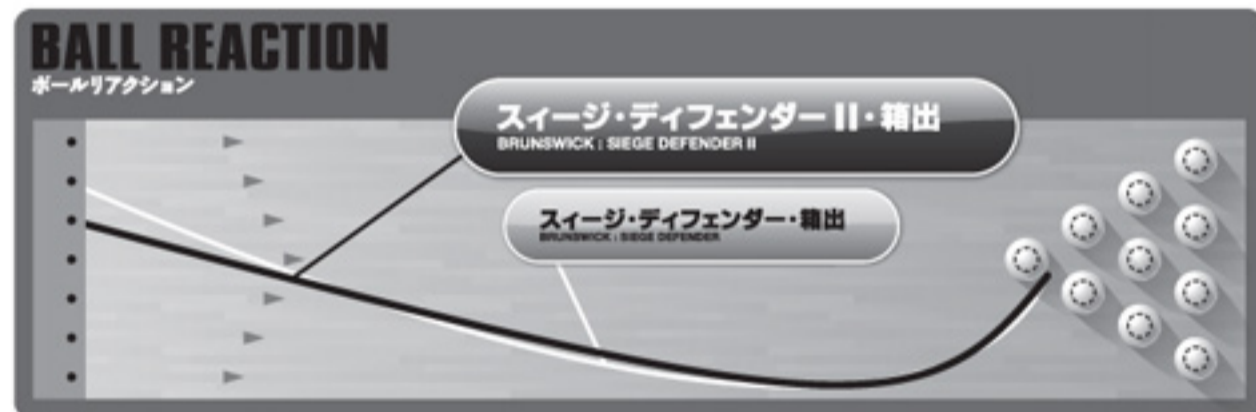 BALL REACTION
ボールリアクション
スィージ・ディフェンダーII・箱出
BRUNSWICK : SIEGE DEFENDER II
スィージ・ディフェンダー・箱出
BRUNSWICK : SIEGE DEFENDER